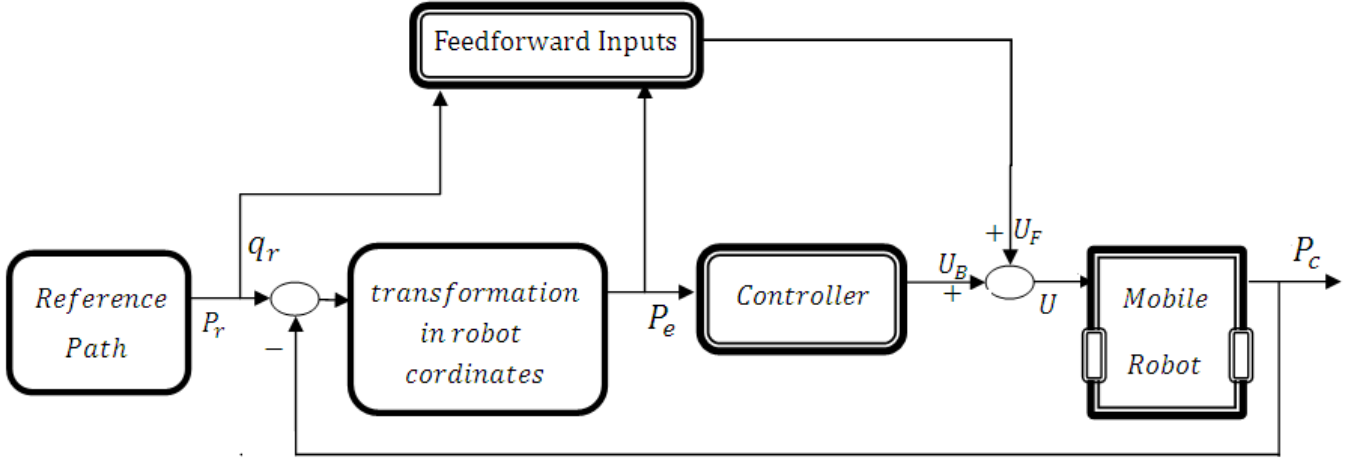 Feedforward Inputs
q_r
+ U_F
Reference
Path
P_r
−
transformation
in robot
cordinates
P_e
Controller
U_B
+
U
Mobile
Robot
P_c